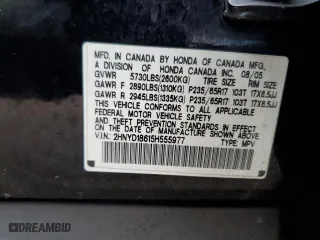 MFD. IN CANADA BY HONDA OF CANADA MFG.
A DIVISION OF HONDA CANADA INC. 08/05
GVWR 5730LBS(2600KG) TIRE SIZE RIM SIZE
GAWR F 2890LBS(1310KG) P235/65R17 103T 17X6.5JJ
GAWR R 2945LBS(1335KG) P235/65R17 103T 17X6.5JJ
THIS VEHICLE CONFORMS TO ALL APPLICABLE
FEDERAL MOTOR VEHICLE SAFETY
AND THEFT PREVENTION STANDARDS IN EFFECT
ON THE DATE OF MANUFACTURE SHOWN ABOVE.
V.I.N: 2HNYD18615H555977 TYPE: MPV